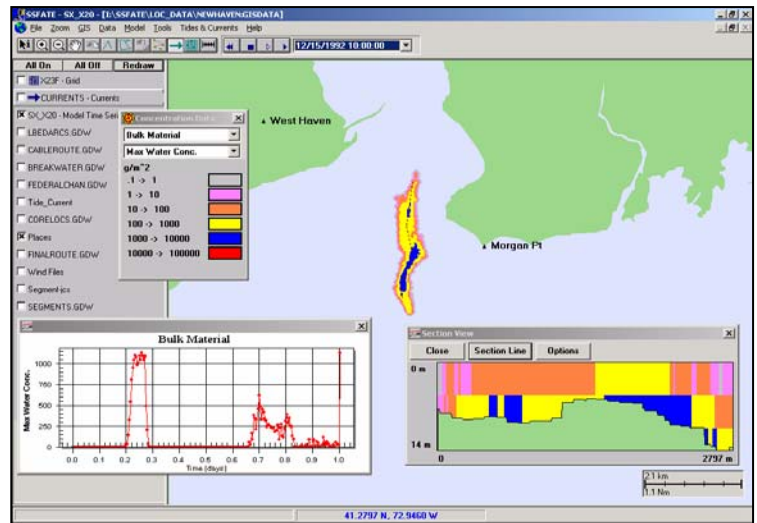 SSFATE - SX_X20 - [I:\SSFATE\LOC_DATA\NEWHAVEN:GISDATA]
File Zoom GIS Data Model Tools Tides & Currents Help
12/15/1992 10:00:00
All On All Off Redraw
X23F - Grid
CURRENTS - Currents
SX_X20 - Model Time Seri
LBEDARCS.GDW
CABLEROUTE.GDW
BREAKWATER.GDW
FEDERALCHAN.GDW
Tide_Current
CORELOCS.GDW
Places
FINALROUTE.GDW
Wind Files
Segment-jcs
SEGMENTS.GDW
Concentration Data
Bulk Material
Max Water Conc.
g/m^2
.1 -> 1
1 -> 10
10 -> 100
100 -> 1000
1000 -> 10000
10000 -> 100000
West Haven
Morgan Pt
Bulk Material
Max Water Conc.
1000
750
500
250
0
0.0 0.1 0.2 0.3 0.4 0.5 0.6 0.7 0.8 0.9 1.0
Time (days)
Section View
Close Section Line Options
0 m
14 m
0 2797 m
2.1 km
1.1 Nm
41.2797 N, 72.9460 W